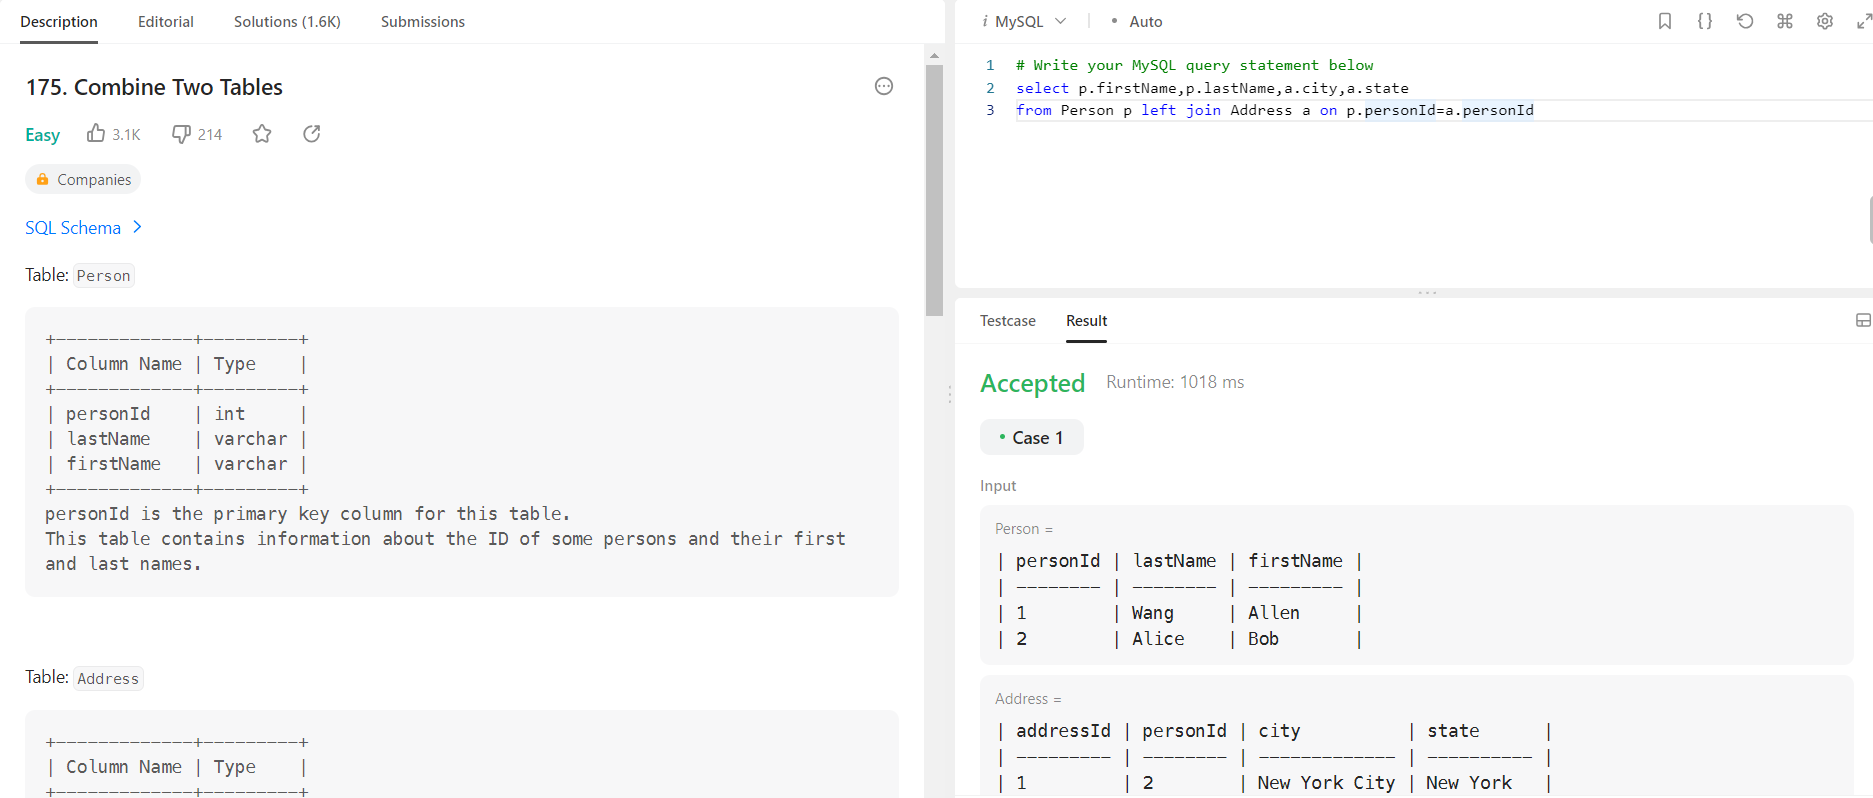 Description Editorial Solutions (1.6K) Submissions
175. Combine Two Tables
Easy 3.1K 214
Companies
SQL Schema
Table: Person
+-------------+---------+
| Column Name | Type    |
+-------------+---------+
| personId    | int     |
| lastName    | varchar |
| firstName   | varchar |
+-------------+---------+
personId is the primary key column for this table.
This table contains information about the ID of some persons and their first
and last names.
Table: Address
+-------------+---------+
| Column Name | Type    |
+-------------+---------+
i MySQL • Auto
1 # Write your MySQL query statement below
2 select p.firstName,p.lastName,a.city,a.state
3 from Person p left join Address a on p.personId=a.personId
Testcase Result
Accepted Runtime: 1018 ms
• Case 1
Input
Person =
| personId | lastName | firstName |
| -------- | -------- | --------- |
| 1        | Wang     | Allen     |
| 2        | Alice    | Bob       |
Address =
| addressId | personId | city          | state      |
| --------- | -------- | ------------- | ---------- |
| 1         | 2        | New York City | New York   |